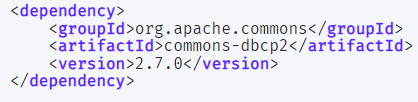 <dependency>
    <groupId>org.apache.commons</groupId>
    <artifactId>commons-dbcp2</artifactId>
    <version>2.7.0</version>
</dependency>